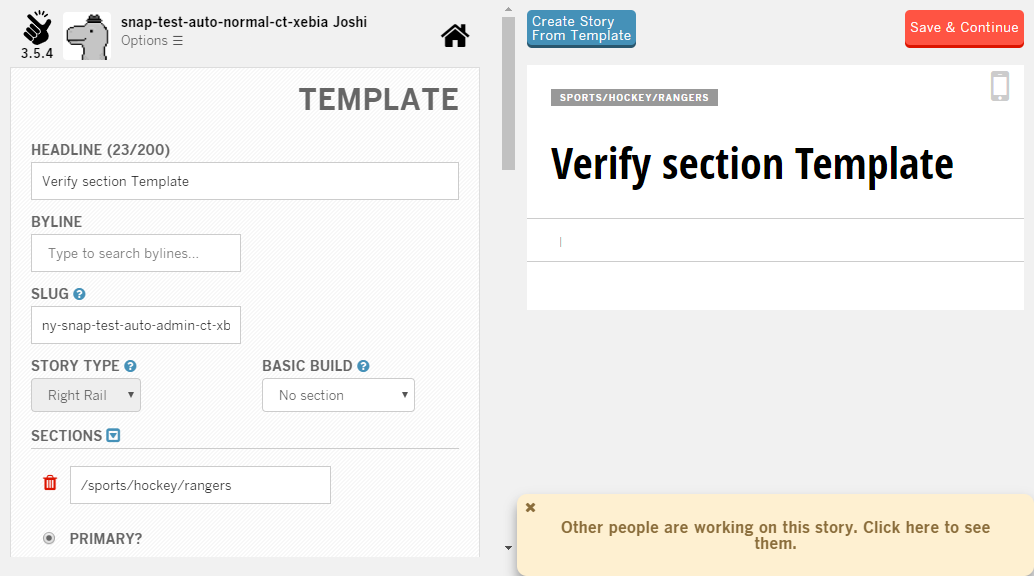 snap-test-auto-normal-ct-xebia Joshi
Options ☰
3.5.4
TEMPLATE
HEADLINE (23/200)
Verify section Template
BYLINE
Type to search bylines...
SLUG ?
ny-snap-test-auto-admin-ct-xb
STORY TYPE ? BASIC BUILD ?
Right Rail No section
SECTIONS
/sports/hockey/rangers
PRIMARY?
Create Story
From Template
Save & Continue
SPORTS/HOCKEY/RANGERS
Verify section Template
Other people are working on this story. Click here to see
them.